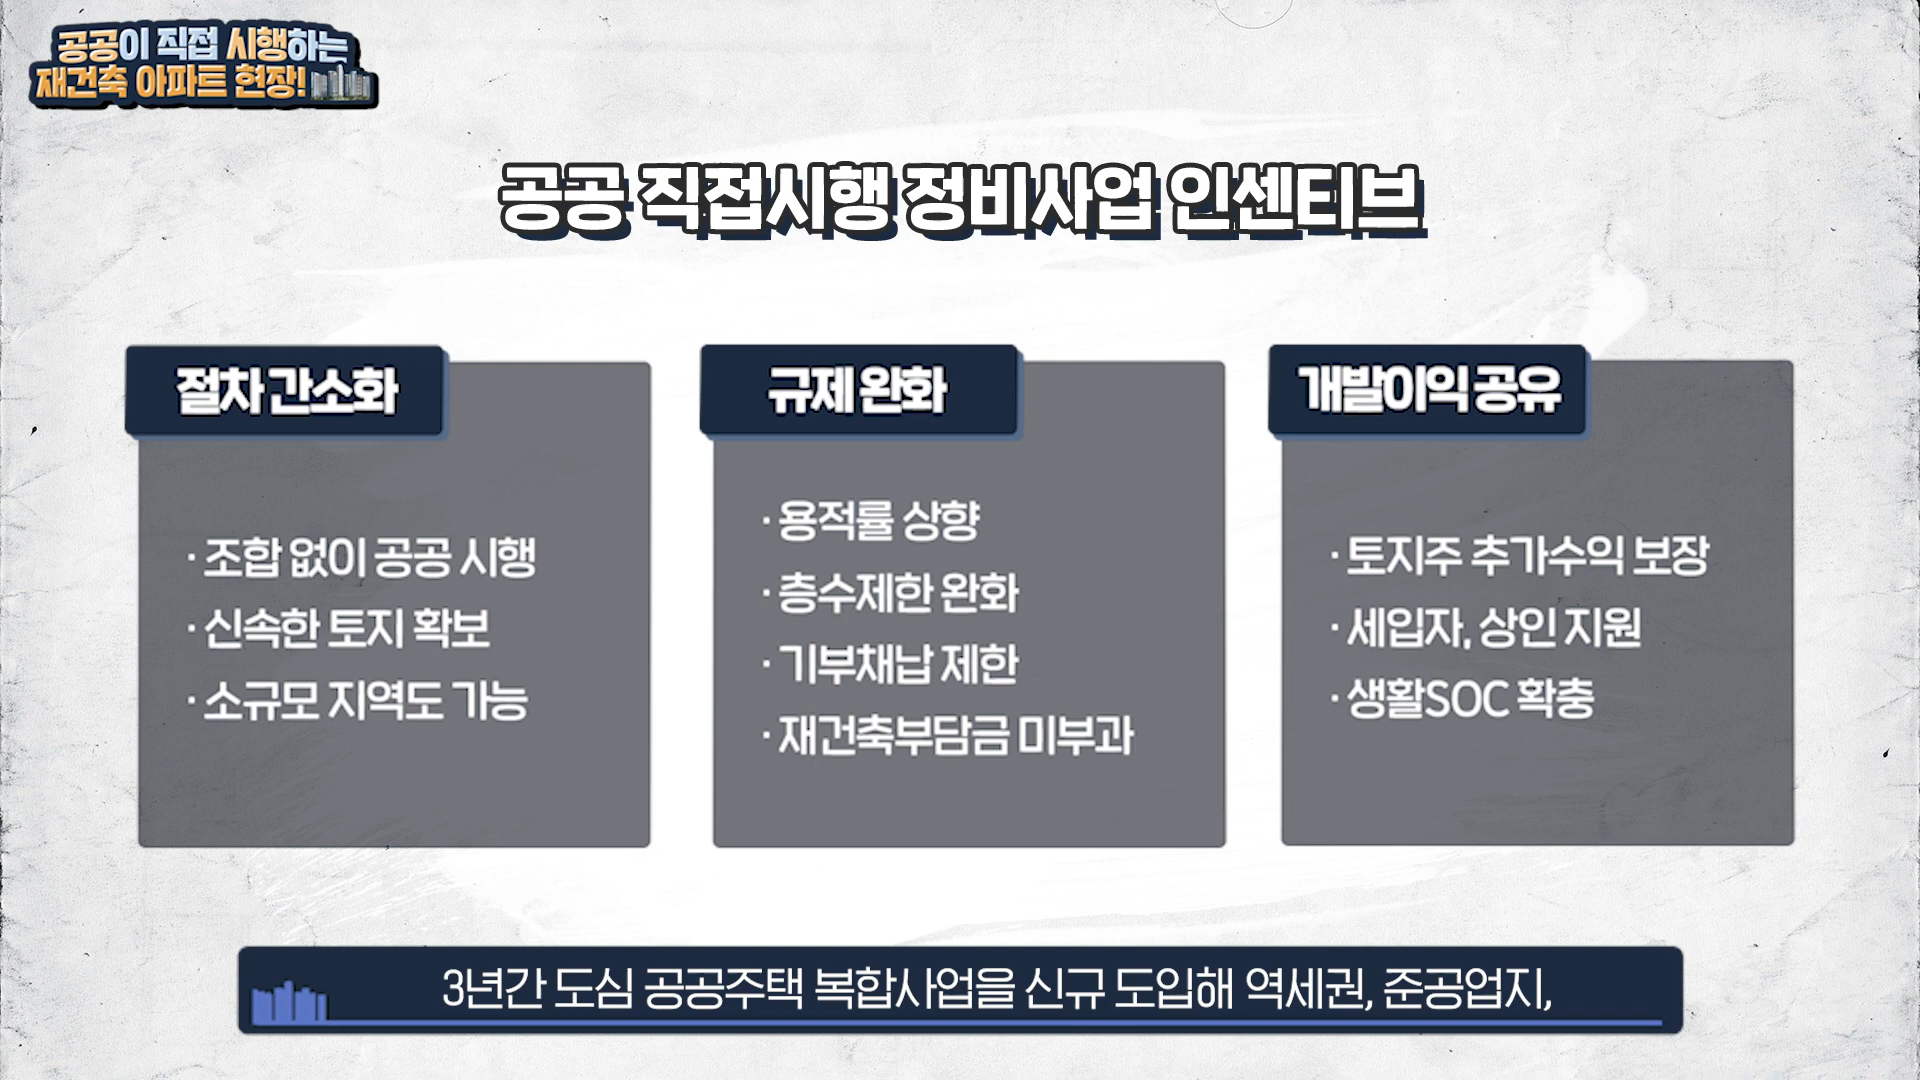 공공이 직접 시행하는
재건축 아파트 현장!
공공 직접시행 정비사업 인센티브
절차 간소화
· 조합 없이 공공 시행
· 신속한 토지 확보
· 소규모 지역도 가능
규제 완화
· 용적률 상향
· 층수제한 완화
· 기부채납 제한
· 재건축부담금 미부과
개발이익 공유
· 토지주 추가수익 보장
· 세입자, 상인 지원
· 생활SOC 확충
3년간 도심 공공주택 복합사업을 신규 도입해 역세권, 준공업지,